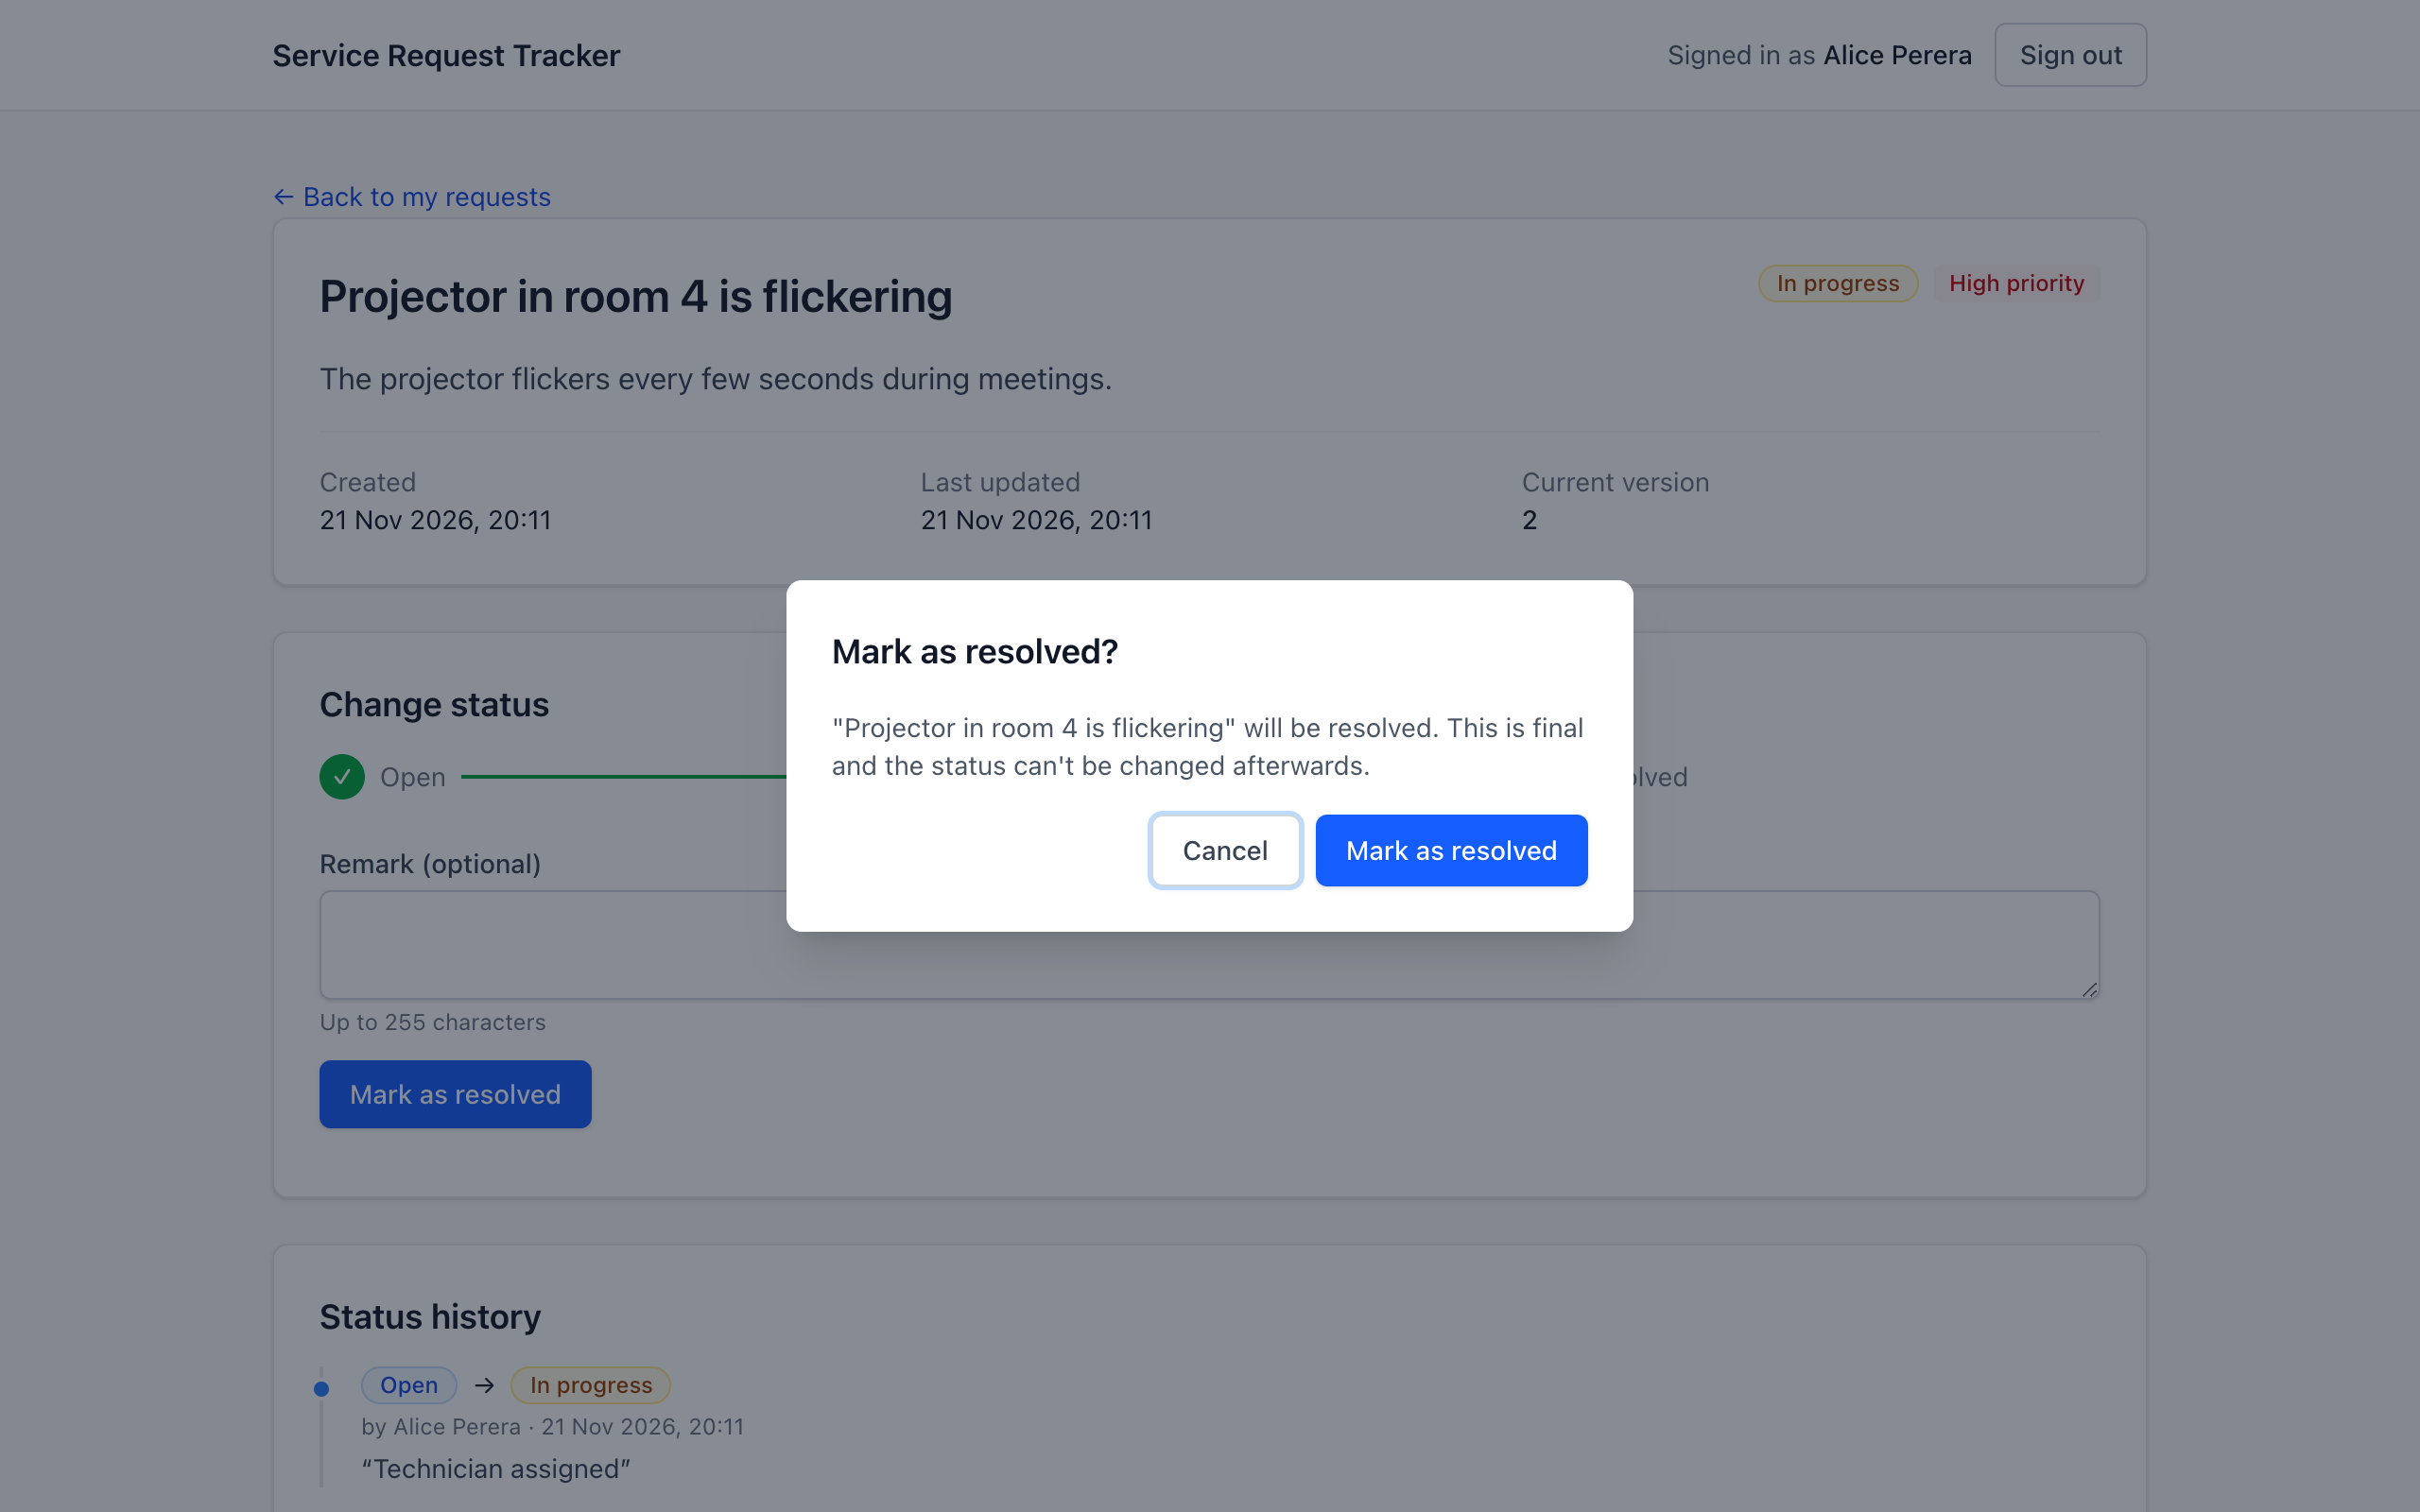 Service Request Tracker
Signed in as Alice Perera
Sign out
← Back to my requests
Projector in room 4 is flickering
In progress
High priority
The projector flickers every few seconds during meetings.
Created
21 Nov 2026, 20:11
Last updated
21 Nov 2026, 20:11
Current version
2
Mark as resolved?
"Projector in room 4 is flickering" will be resolved. This is final
and the status can't be changed afterwards.
Cancel
Mark as resolved
Change status
Open
Remark (optional)
Up to 255 characters
Mark as resolved
Status history
Open → In progress
by Alice Perera · 21 Nov 2026, 20:11
“Technician assigned”